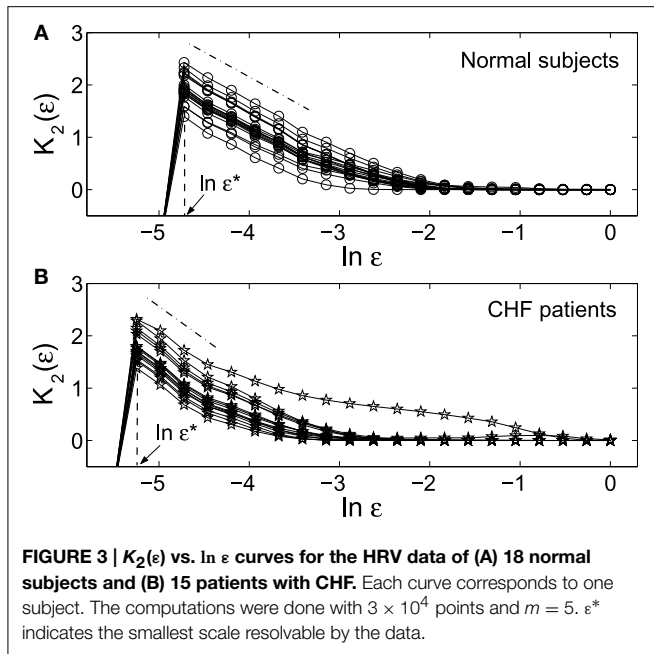 A
Normal subjects
3
2
1
0
K₂(ε)
ln ε*
−5 −4 −3 −2 −1 0
ln ε
B
CHF patients
3
2
1
0
K₂(ε)
ln ε*
−5 −4 −3 −2 −1 0
ln ε
FIGURE 3 | K₂(ε) vs. ln ε curves for the HRV data of (A) 18 normal
subjects and (B) 15 patients with CHF. Each curve corresponds to one
subject. The computations were done with 3 × 10⁴ points and m = 5. ε*
indicates the smallest scale resolvable by the data.